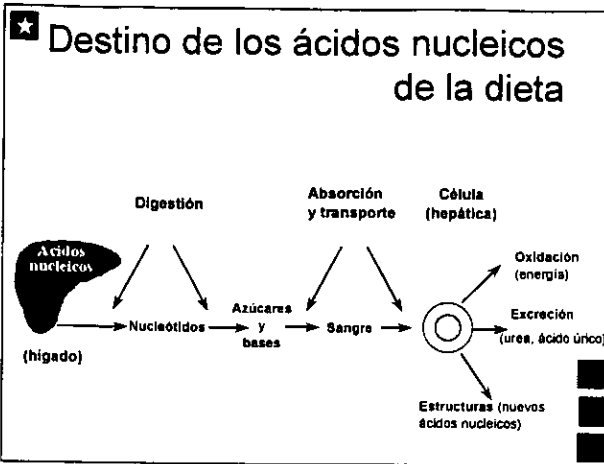 Destino de los ácidos nucleicos
de la dieta
Digestión
Absorción
y transporte
Célula
(hepática)
Acidos
nucleicos
(hígado)
Nucleótidos
Azúcares
y
bases
Sangre
Oxidación
(energía)
Excreción
(urea, ácido úrico)
Estructuras (nuevos
ácidos nucleicos)